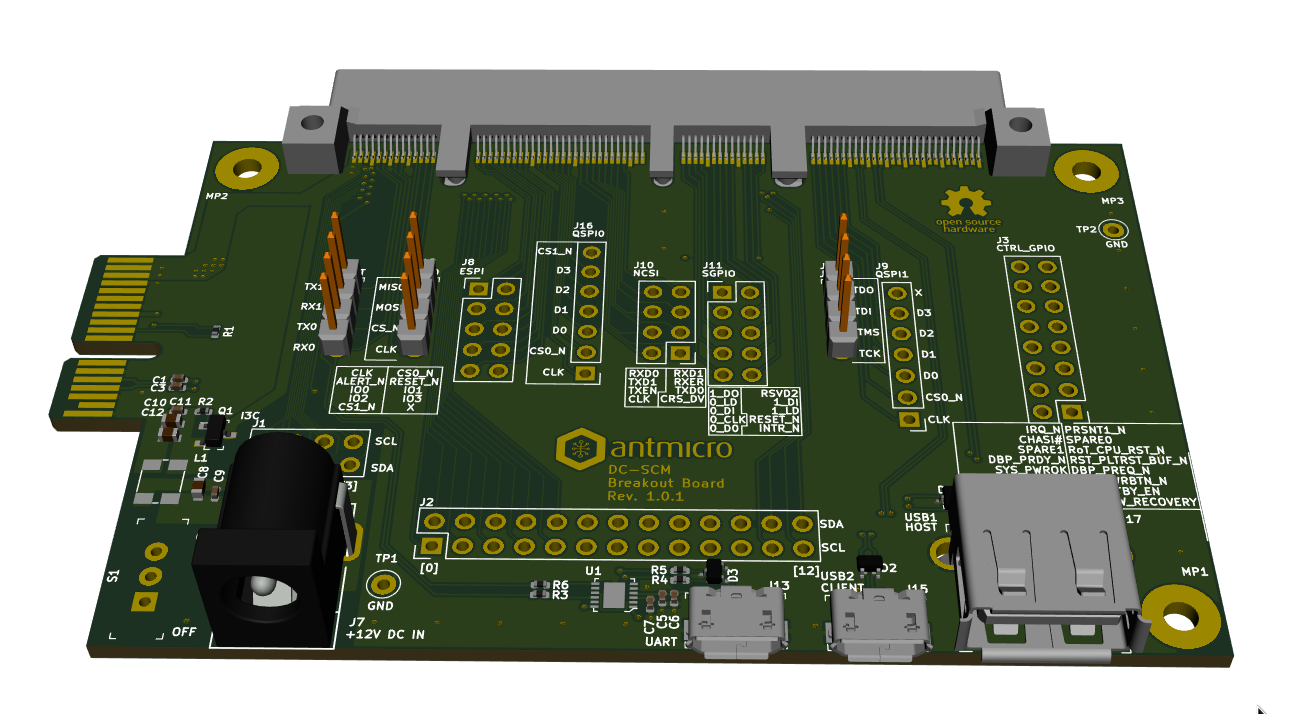 MP2
MP3
open source
hardware
TP2
GND
J3
CTRL_GPIO
J16
QSPI0
CS1_N
D3
D2
D1
D0
CS0_N
CLK
J8
ESPI
J10
NCSI
J11
SGPIO
J9
QSPI1
X
D3
D2
D1
D0
CS0_N
CLK
TDO
TDI
TMS
TCK
RX1
TX0
RX0
CS_N
CLK
R1
CLK
ALERT_N
IO0
IO2
CS1_N
CS0_N
RESET_N
IO1
IO3
X
RXD0
TXD1
TXEN
CLK
RXD1
RXER
TXD0
CRS_DV
1_DO
0_LD
0_DI
0_CLK
0_DO
RSVD2
1_DI
1_LD
RESET_N
INTR_N
C1
C3
C10
C11
C12
R2
Q1
I3C
J1
L1
C8
C9
SCL
SDA
antmicro
DC-SCM
Breakout Board
Rev. 1.0.1
IRQ_N PRSNT1_N
CHASI# SPARE0
SPARE1 RoT_CPU_RST_N
DBP_PRDY_N RST_PLTRST_BUF_N
SYS_PWROK DBP_PREQ_N
J2
SDA
SCL
[0]
[12]
USB1
HOST
S1
OFF
TP1
GND
J7
+12V DC IN
R6
R3
U1
R5
R4
D3
C7
C5
C6
UART
USB2
CLIENT
MP1